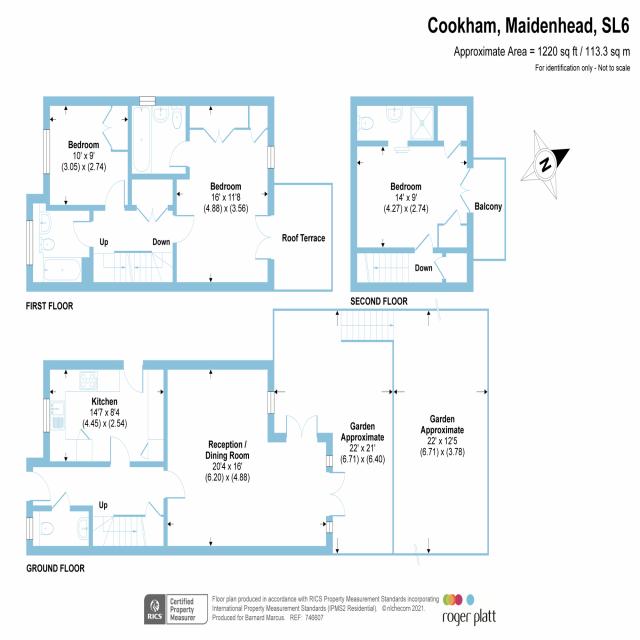 Cookham, Maidenhead, SL6
Approximate Area = 1220 sq ft / 113.3 sq m
For identification only - Not to scale
Bedroom
10' x 9'
(3.05) x (2.74)
Bedroom
16' x 11'8
(4.88) x (3.56)
Up
Down
Roof Terrace
FIRST FLOOR
Bedroom
14' x 9'
(4.27) x (2.74)
Balcony
Down
SECOND FLOOR
N
Kitchen
14'7 x 8'4
(4.45) x (2.54)
Reception /
Dining Room
20'4 x 16'
(6.20) x (4.88)
Up
Garden
Approximate
22' x 21'
(6.71) x (6.40)
Garden
Approximate
22' x 12'5
(6.71) x (3.78)
GROUND FLOOR
RICS
Certified
Property
Measurer
Floor plan produced in accordance with RICS Property Measurement Standards incorporating
International Property Measurement Standards (IPMS2 Residential). © nichecom 2021.
Produced for Barnard Marcus. REF: 746607
roger platt